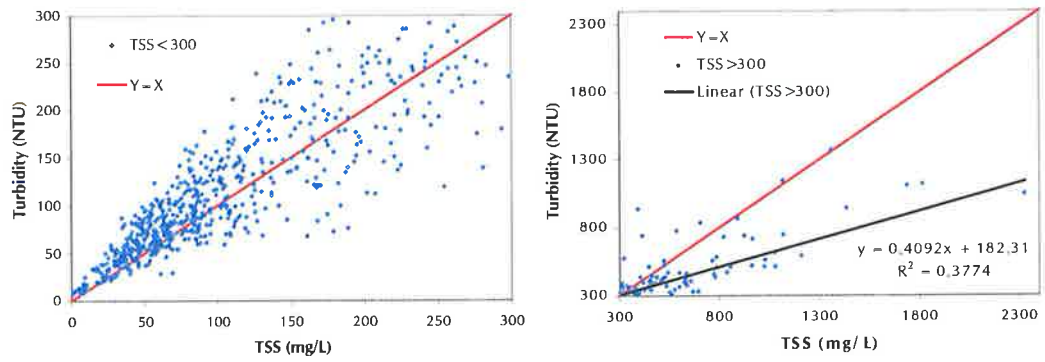 300
250
200
150
100
50
0
0 50 100 150 200 250 300
Turbidity (NTU)
TSS (mg/L)
TSS<300
Y=X
2300
1800
1300
800
300
300 800 1300 1800 2300
Turbidity (NTU)
TSS (mg/L)
Y=X
TSS>300
Linear (TSS>300)
y = 0.4092x + 182.31
R² = 0.3774